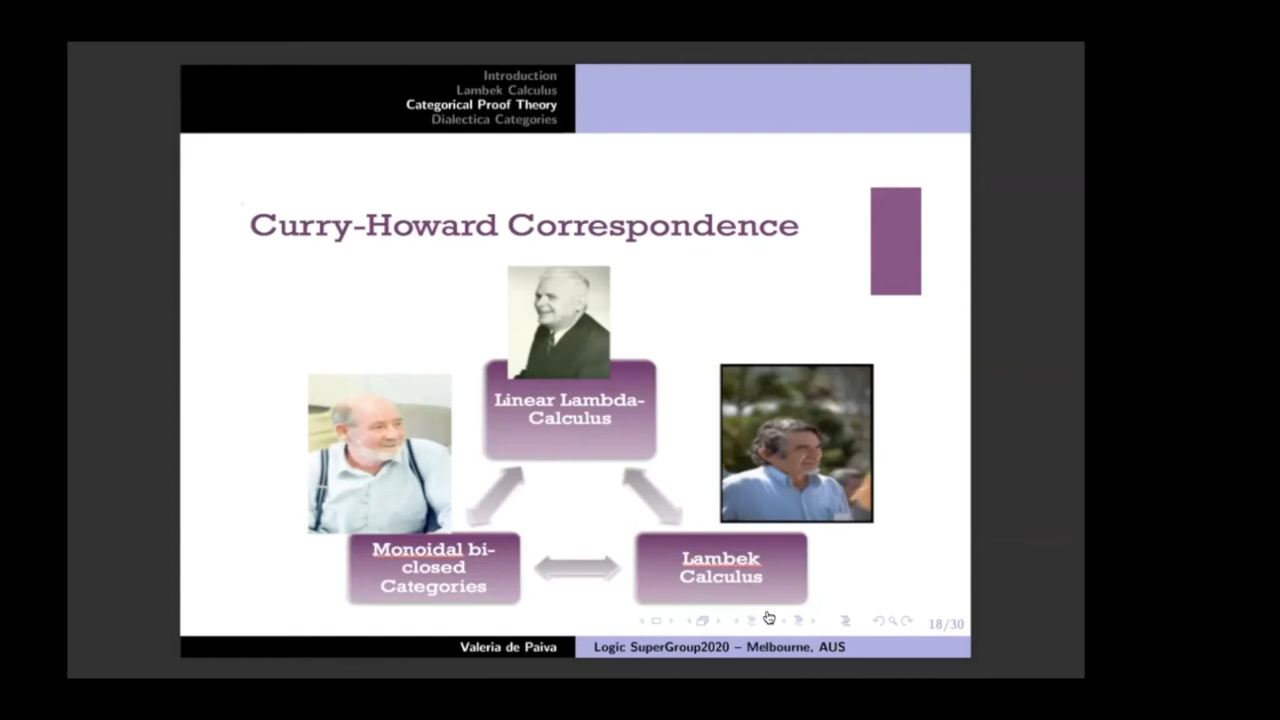 Introduction
Lambek Calculus
Categorical Proof Theory
Dialectica Categories
Curry-Howard Correspondence
Linear Lambda-
Calculus
Monoidal bi-
closed
Categories
Lambek
Calculus
18/30
Valeria de Paiva
Logic SuperGroup2020 – Melbourne, AUS